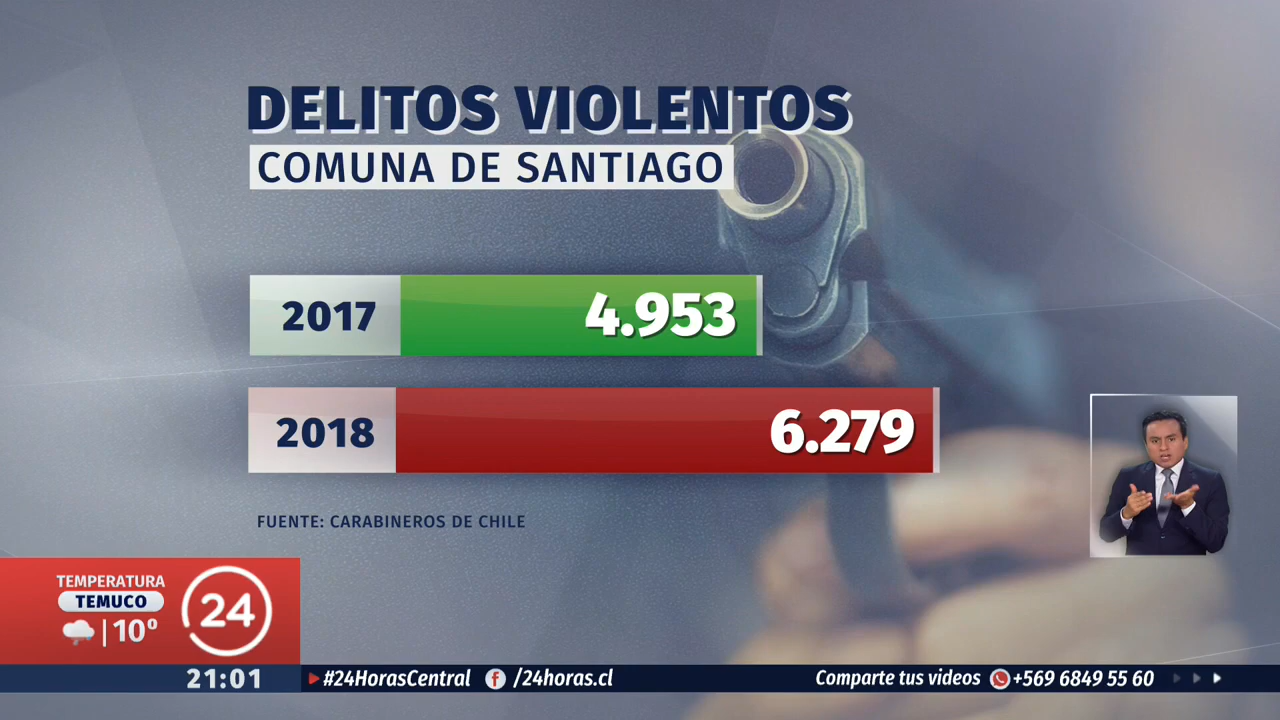 DELITOS VIOLENTOS
COMUNA DE SANTIAGO
2017 4.953
2018 6.279
FUENTE: CARABINEROS DE CHILE
TEMPERATURA
TEMUCO
10º
24
21:01 #24HorasCentral f /24horas.cl Comparte tus videos +569 6849 55 60